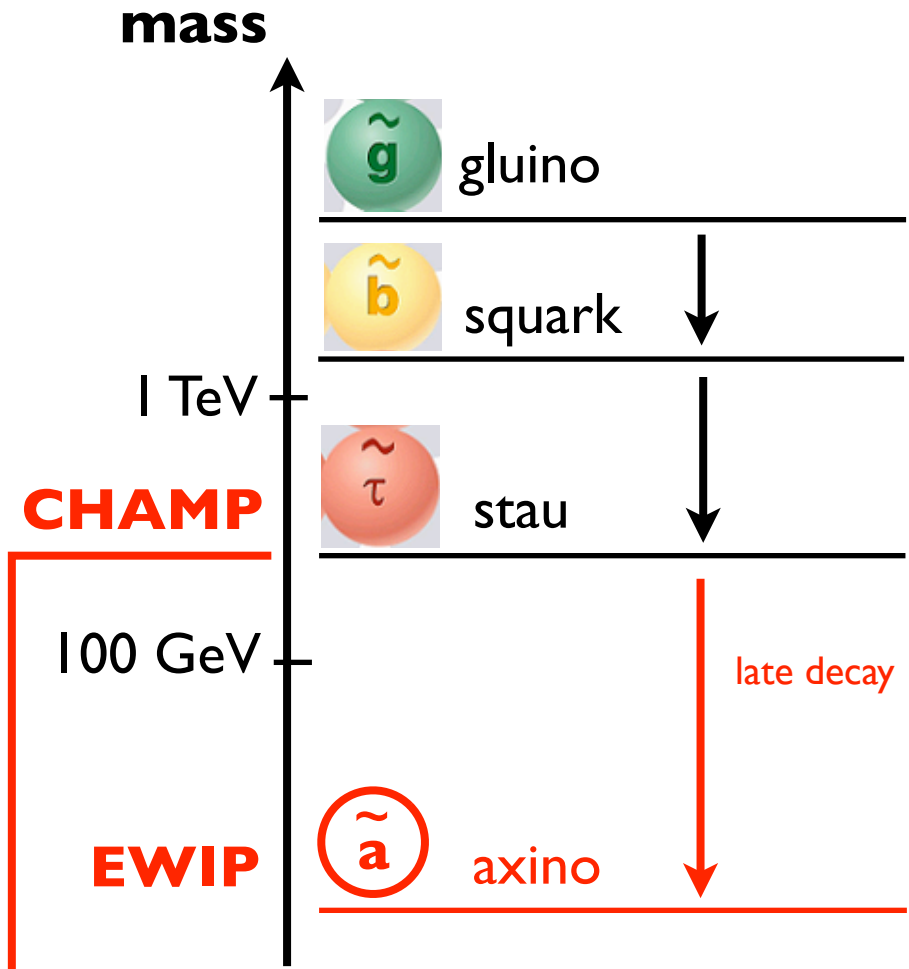 mass
g̃ gluino
b̃ squark
1 TeV
τ̃ stau
CHAMP
100 GeV
late decay
ã axino
EWIP